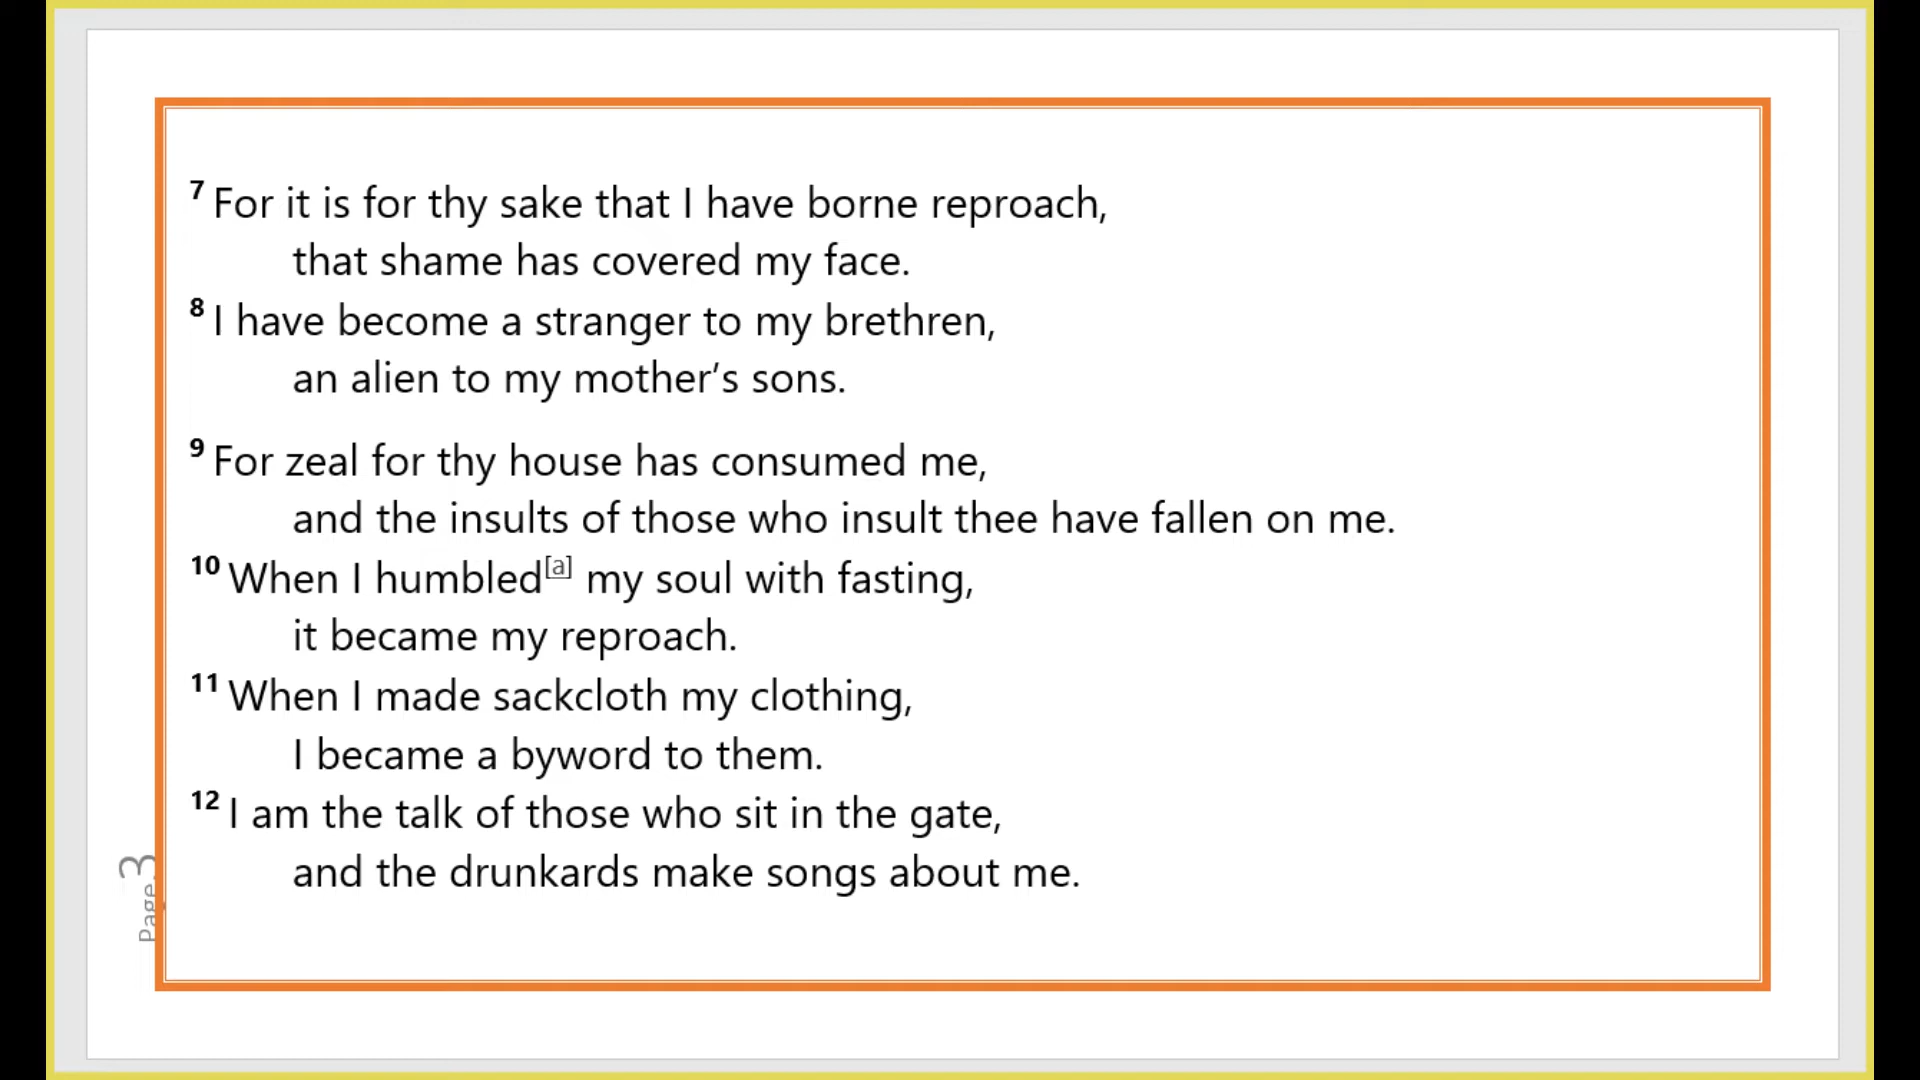 7 For it is for thy sake that I have borne reproach,
that shame has covered my face.
8 I have become a stranger to my brethren,
an alien to my mother’s sons.
9 For zeal for thy house has consumed me,
and the insults of those who insult thee have fallen on me.
10 When I humbled[a] my soul with fasting,
it became my reproach.
11 When I made sackcloth my clothing,
I became a byword to them.
12 I am the talk of those who sit in the gate,
and the drunkards make songs about me.
Page 3